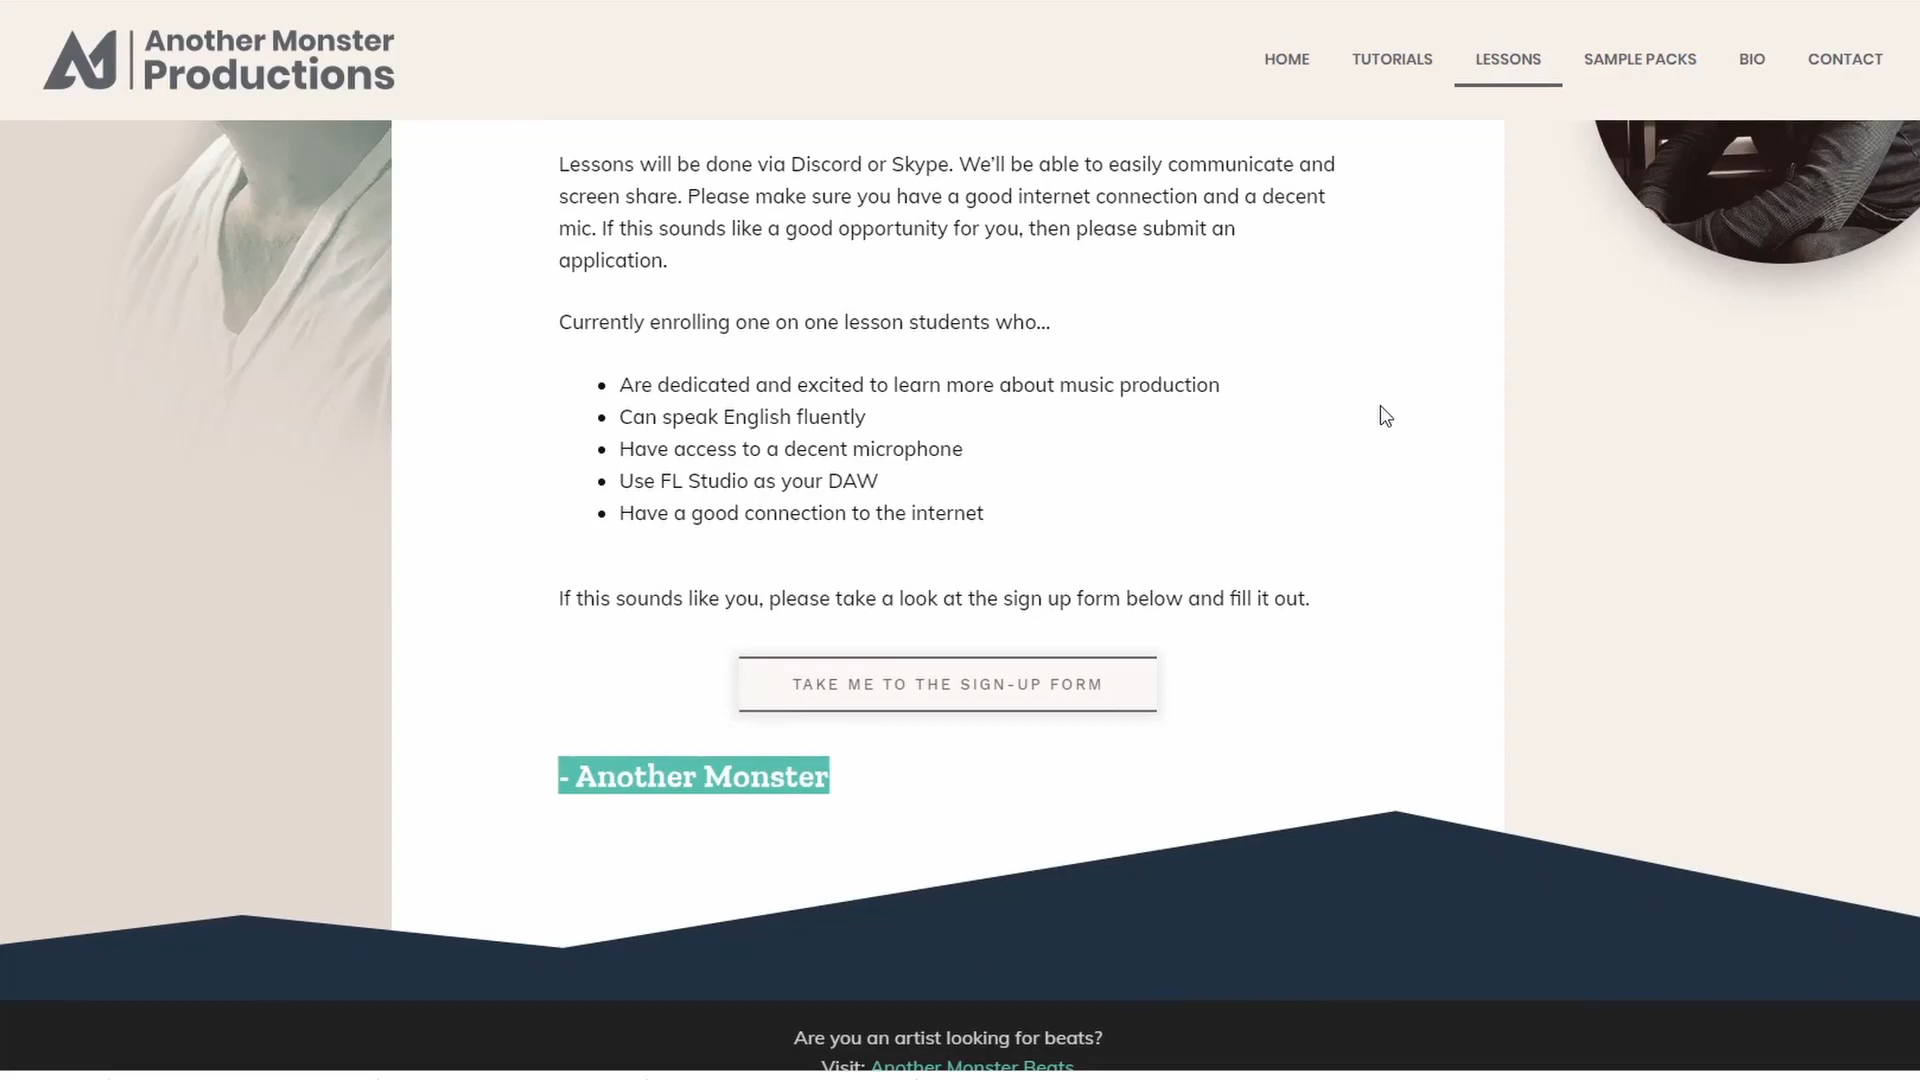 Another Monster
Productions
HOME TUTORIALS LESSONS SAMPLE PACKS BIO CONTACT
Lessons will be done via Discord or Skype. We’ll be able to easily communicate and
screen share. Please make sure you have a good internet connection and a decent
mic. If this sounds like a good opportunity for you, then please submit an
application.
Currently enrolling one on one lesson students who…
• Are dedicated and excited to learn more about music production
• Can speak English fluently
• Have access to a decent microphone
• Use FL Studio as your DAW
• Have a good connection to the internet
If this sounds like you, please take a look at the sign up form below and fill it out.
TAKE ME TO THE SIGN-UP FORM
- Another Monster
Are you an artist looking for beats?
Visit: Another Monster Beats